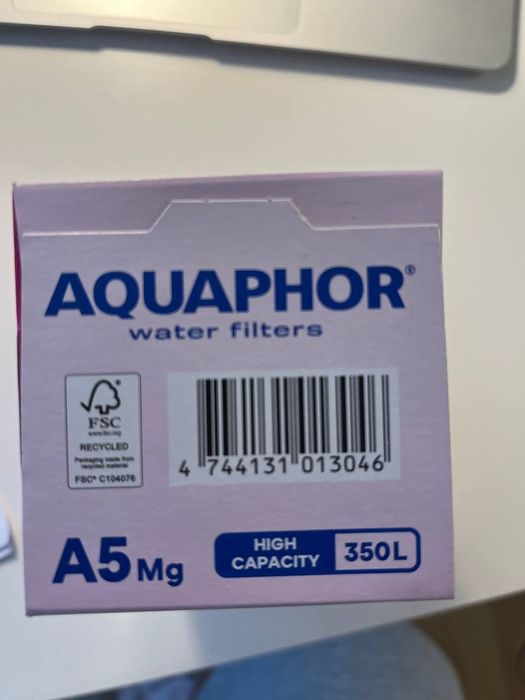 AQUAPHOR®
water filters
FSC
www.fsc.org
RECYCLED
Packaging made from
recycled material
FSC® C104076
4 744131 013046
A5 Mg
HIGH
CAPACITY
350L